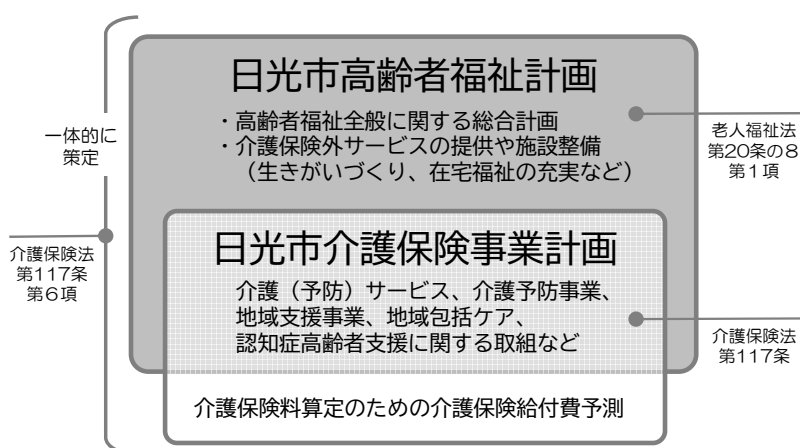 日光市高齢者福祉計画
・高齢者福祉全般に関する総合計画
・介護保険外サービスの提供や施設整備
（生きがいづくり、在宅福祉の充実など）
一体的に
策定
老人福祉法
第20条の8
第1項
日光市介護保険事業計画
介護（予防）サービス、介護予防事業、
地域支援事業、地域包括ケア、
認知症高齢者支援に関する取組など
介護保険法
第117条
第6項
介護保険法
第117条
介護保険料算定のための介護保険給付費予測